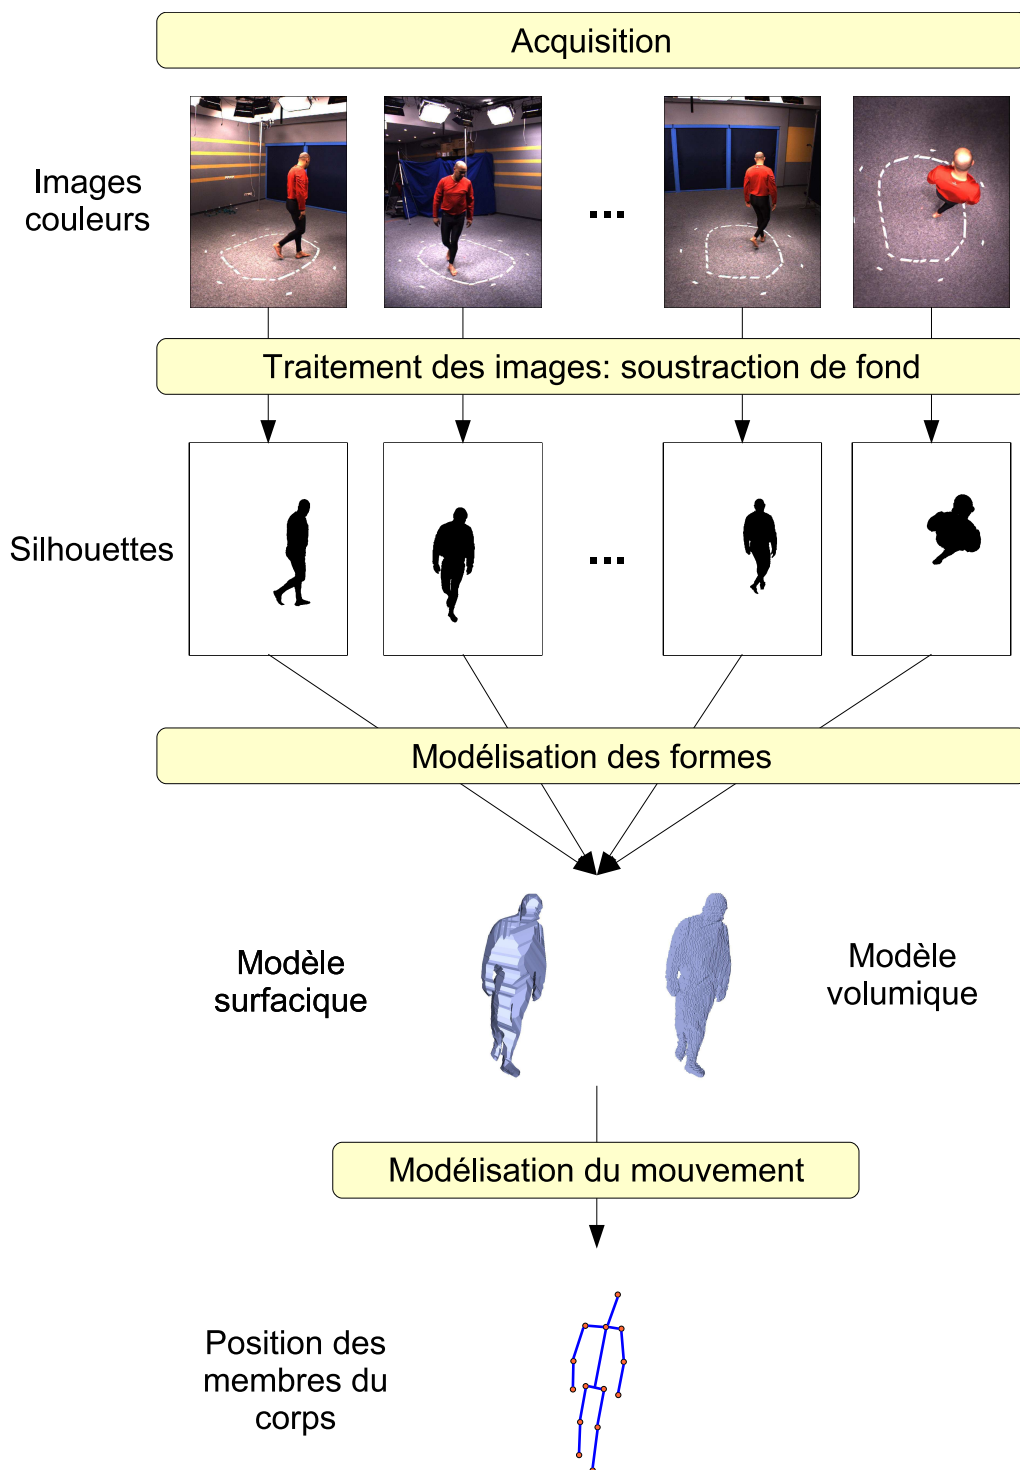 Acquisition
Images
couleurs
...
Traitement des images: soustraction de fond
Silhouettes
...
Modélisation des formes
Modèle
surfacique
Modèle
volumique
Modélisation du mouvement
Position des
membres du
corps